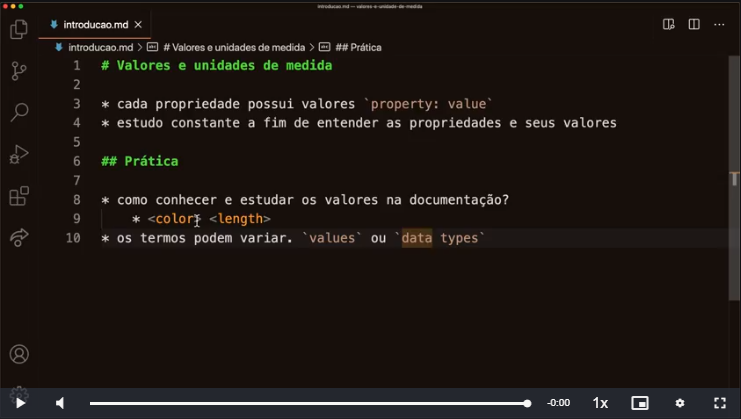 introducao.md — valores-e-unidade-de-medida
introducao.md ×
introducao.md > # Valores e unidades de medida > ## Prática
1 # Valores e unidades de medida
2
3 * cada propriedade possui valores `property: value`
4 * estudo constante a fim de entender as propriedades e seus valores
5
6 ## Prática
7
8 * como conhecer e estudar os valores na documentação?
9 * <color> <length>
10 * os termos podem variar. `values` ou `data types`
-0:00 1x